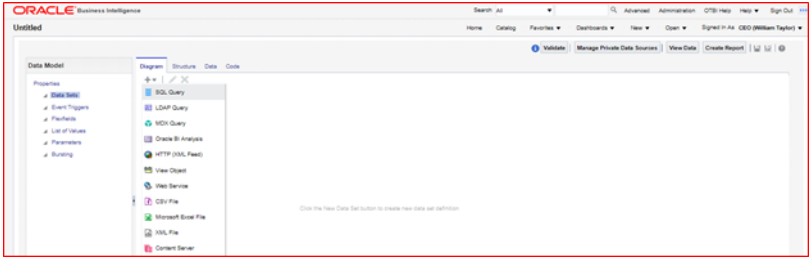 ORACLE Business Intelligence Search All Advanced Administration OTBI Help Help Sign Out
Untitled Home Catalog Favorites Dashboards New Open Signed In As CEO (William Taylor)
Validate Manage Private Data Sources View Data Create Report
Data Model Diagram Structure Data Code
Properties
Data Sets
Event Triggers
Flexfields
List of Values
Parameters
Bursting
SQL Query
LDAP Query
MDX Query
Oracle BI Analysis
HTTP (XML Feed)
View Object
Web Service
CSV File
Microsoft Excel File
XML File
Content Server
Click the New Data Set button to create new data set definition